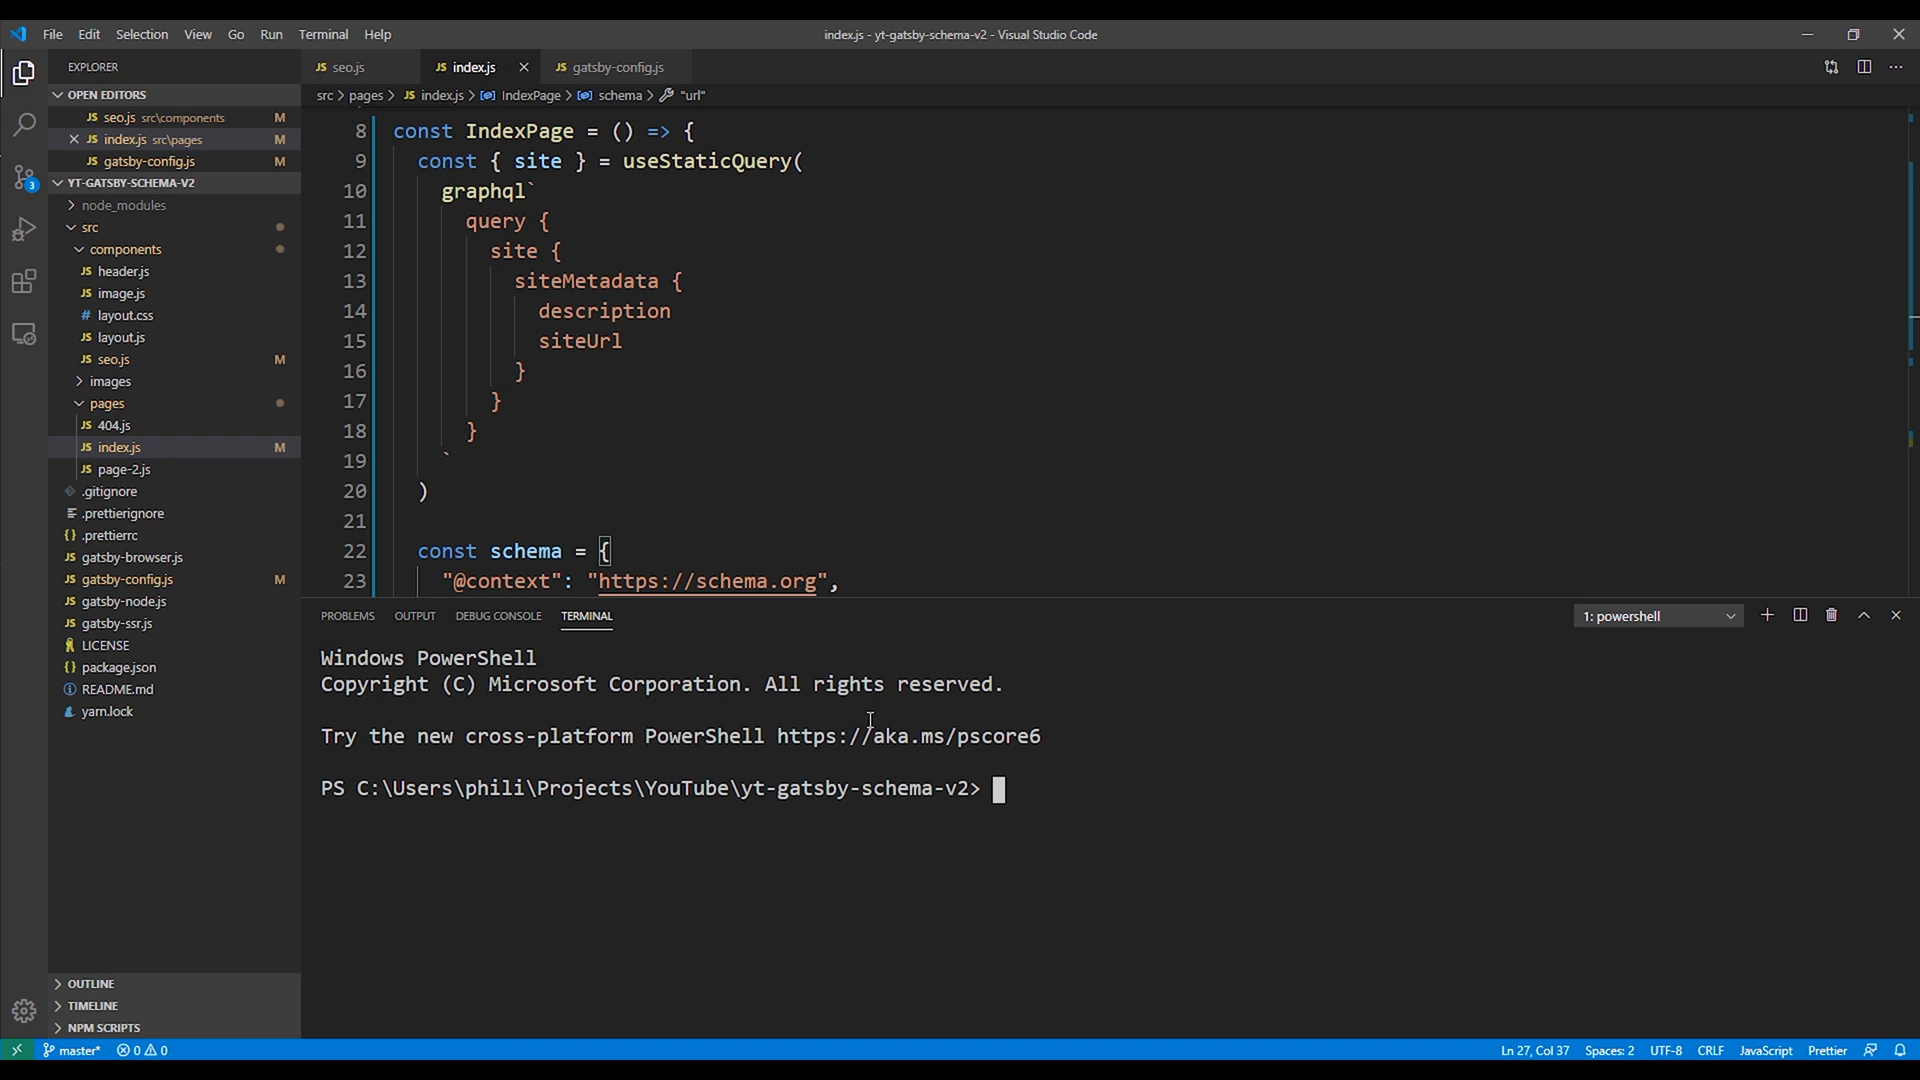 File Edit Selection View Go Run Terminal Help
index.js - yt-gatsby-schema-v2 - Visual Studio Code
EXPLORER
OPEN EDITORS
JS seo.js src\components M
JS index.js src\pages M
JS gatsby-config.js M
YT-GATSBY-SCHEMA-V2
node_modules
src
components
JS header.js
JS image.js
# layout.css
JS layout.js
JS seo.js M
images
pages
JS 404.js
JS index.js M
JS page-2.js
.gitignore
.prettierignore
{} .prettierrc
JS gatsby-browser.js
JS gatsby-config.js M
JS gatsby-node.js
JS gatsby-ssr.js
LICENSE
{} package.json
README.md
yarn.lock
OUTLINE
TIMELINE
NPM SCRIPTS
3
JS seo.js JS index.js JS gatsby-config.js
src > pages > JS index.js > IndexPage > schema > "url"
8 const IndexPage = () => {
9 const { site } = useStaticQuery(
10 graphql`
11 query {
12 site {
13 siteMetadata {
14 description
15 siteUrl
16 }
17 }
18 }
19 `
20 )
21
22 const schema = {
23 "@context": "https://schema.org",
PROBLEMS OUTPUT DEBUG CONSOLE TERMINAL 1: powershell
Windows PowerShell
Copyright (C) Microsoft Corporation. All rights reserved.
Try the new cross-platform PowerShell https://aka.ms/pscore6
PS C:\Users\phili\Projects\YouTube\yt-gatsby-schema-v2>
master* 0 0 Ln 27, Col 37 Spaces: 2 UTF-8 CRLF JavaScript Prettier